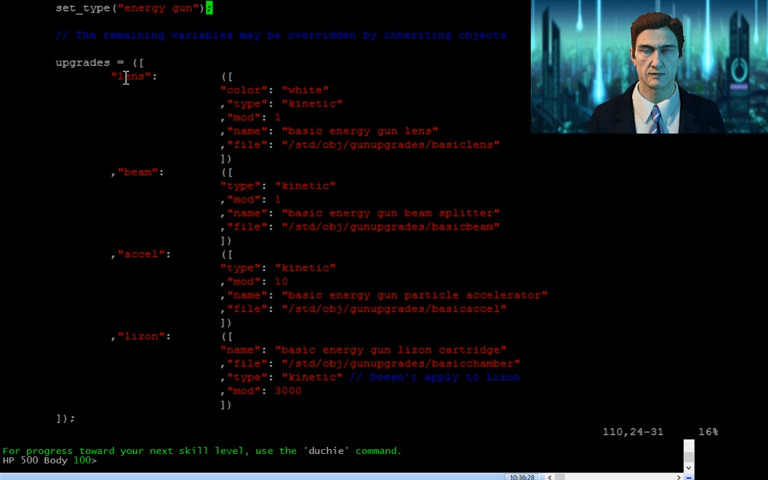 set_type("energy gun");
// The remaining variables may be overridden by inheriting objects
upgrades = ([
"lens": ([
"color": "white"
,"type": "kinetic"
,"mod": 1
,"name": "basic energy gun lens"
,"file": "/std/obj/gunupgrades/basiclens"
])
,"beam": ([
"type": "kinetic"
,"mod": 1
,"name": "basic energy gun beam splitter"
,"file": "/std/obj/gunupgrades/basicbeam"
])
,"accel": ([
"type": "kinetic"
,"mod": 10
,"name": "basic energy gun particle accelerator"
,"file": "/std/obj/gunupgrades/basicaccel"
])
,"lizon": ([
"name": "basic energy gun lizon cartridge"
,"file": "/std/obj/gunupgrades/basicchamber"
,"type": "kinetic" // Doesn't apply to Lizon
,"mod": 3000
])
]);
110,24-31 16%
For progress toward your next skill level, use the 'duchie' command.
HP 500 Body 100>
10:36:28